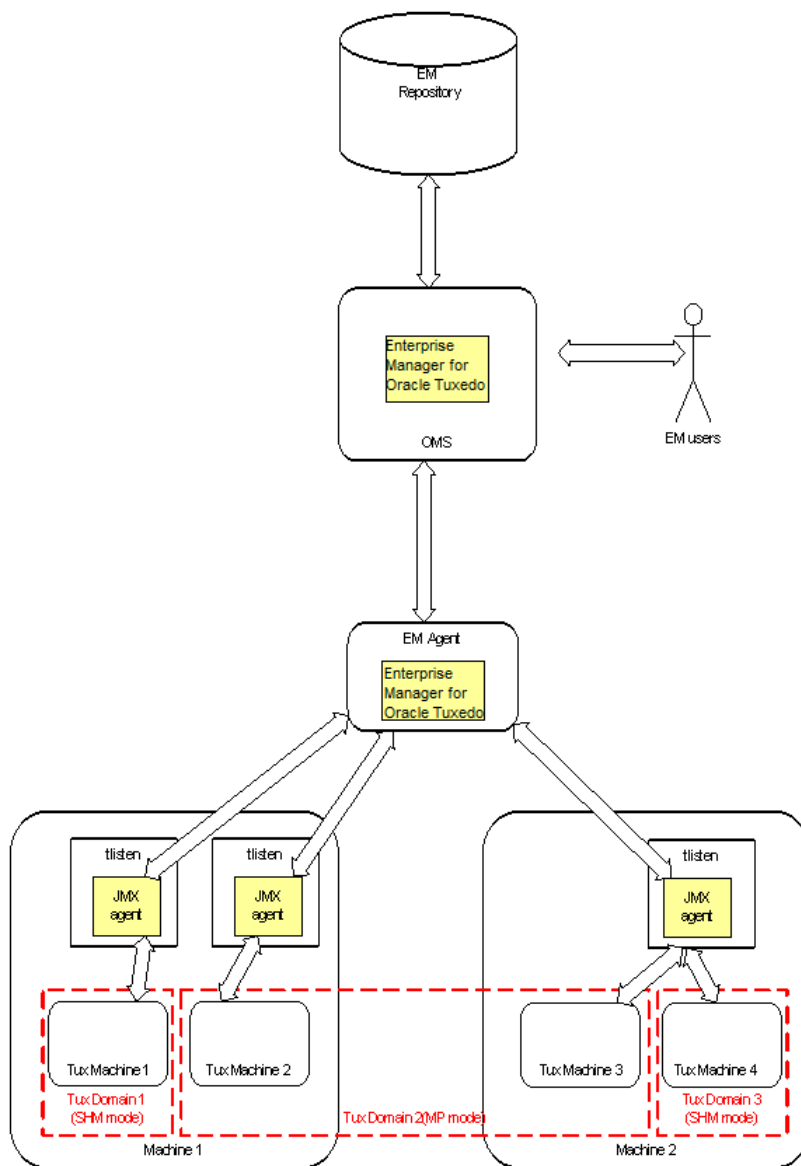 EM
Repository
Enterprise
Manager for
Oracle Tuxedo
OMS
EM users
EM Agent
Enterprise
Manager for
Oracle Tuxedo
tlisten
JMX
agent
tlisten
JMX
agent
tlisten
JMX
agent
Tux Machine 1
Tux Machine 2
Tux Machine 3
Tux Machine 4
Tux Domain 1
(SHM mode)
Tux Domain 2(MP mode)
Tux Domain 3
(SHM mode)
Machine 1
Machine 2